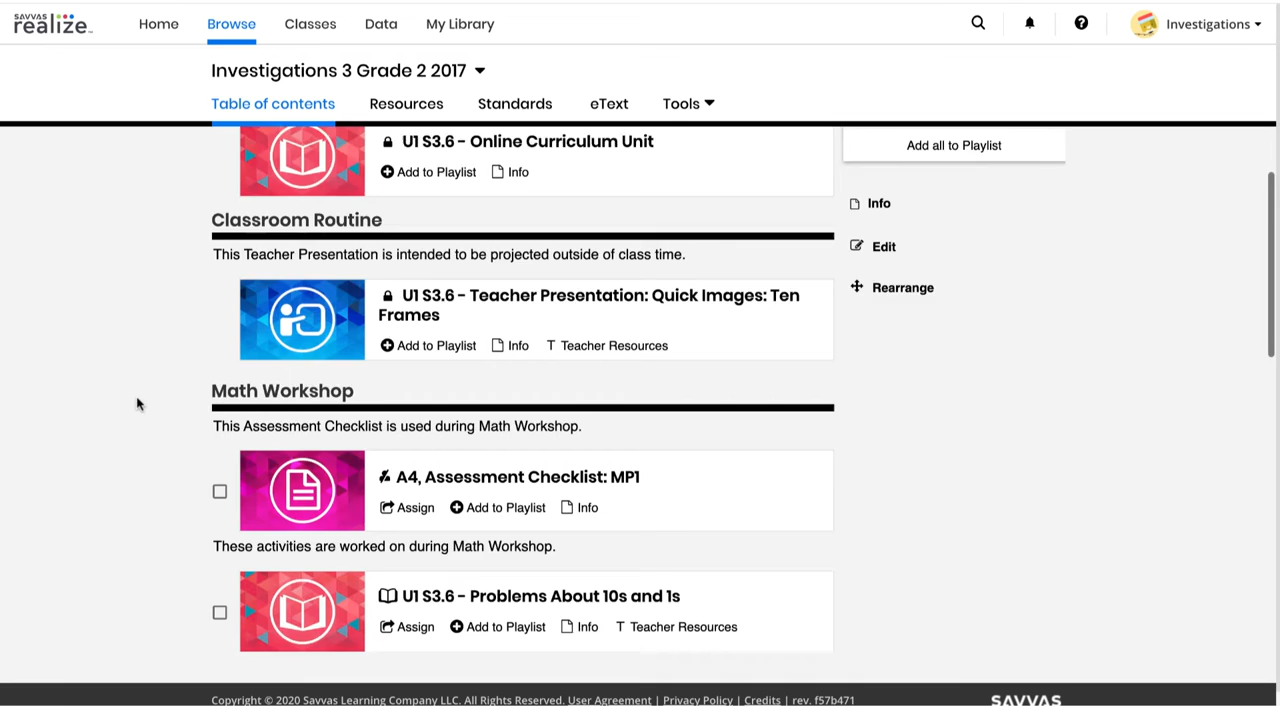 SAVVAS
realize™
Home Browse Classes Data My Library Investigations
Investigations 3 Grade 2 2017
Table of contents Resources Standards eText Tools
U1 S3.6 - Online Curriculum Unit
Add to Playlist Info
Add all to Playlist
Info
Edit
Rearrange
Classroom Routine
This Teacher Presentation is intended to be projected outside of class time.
U1 S3.6 - Teacher Presentation: Quick Images: Ten
Frames
Add to Playlist Info T Teacher Resources
Math Workshop
This Assessment Checklist is used during Math Workshop.
A4, Assessment Checklist: MP1
Assign Add to Playlist Info
These activities are worked on during Math Workshop.
U1 S3.6 - Problems About 10s and 1s
Assign Add to Playlist Info T Teacher Resources
Copyright © 2020 Savvas Learning Company LLC. All Rights Reserved. User Agreement | Privacy Policy | Credits | rev. f57b471
SAVVAS